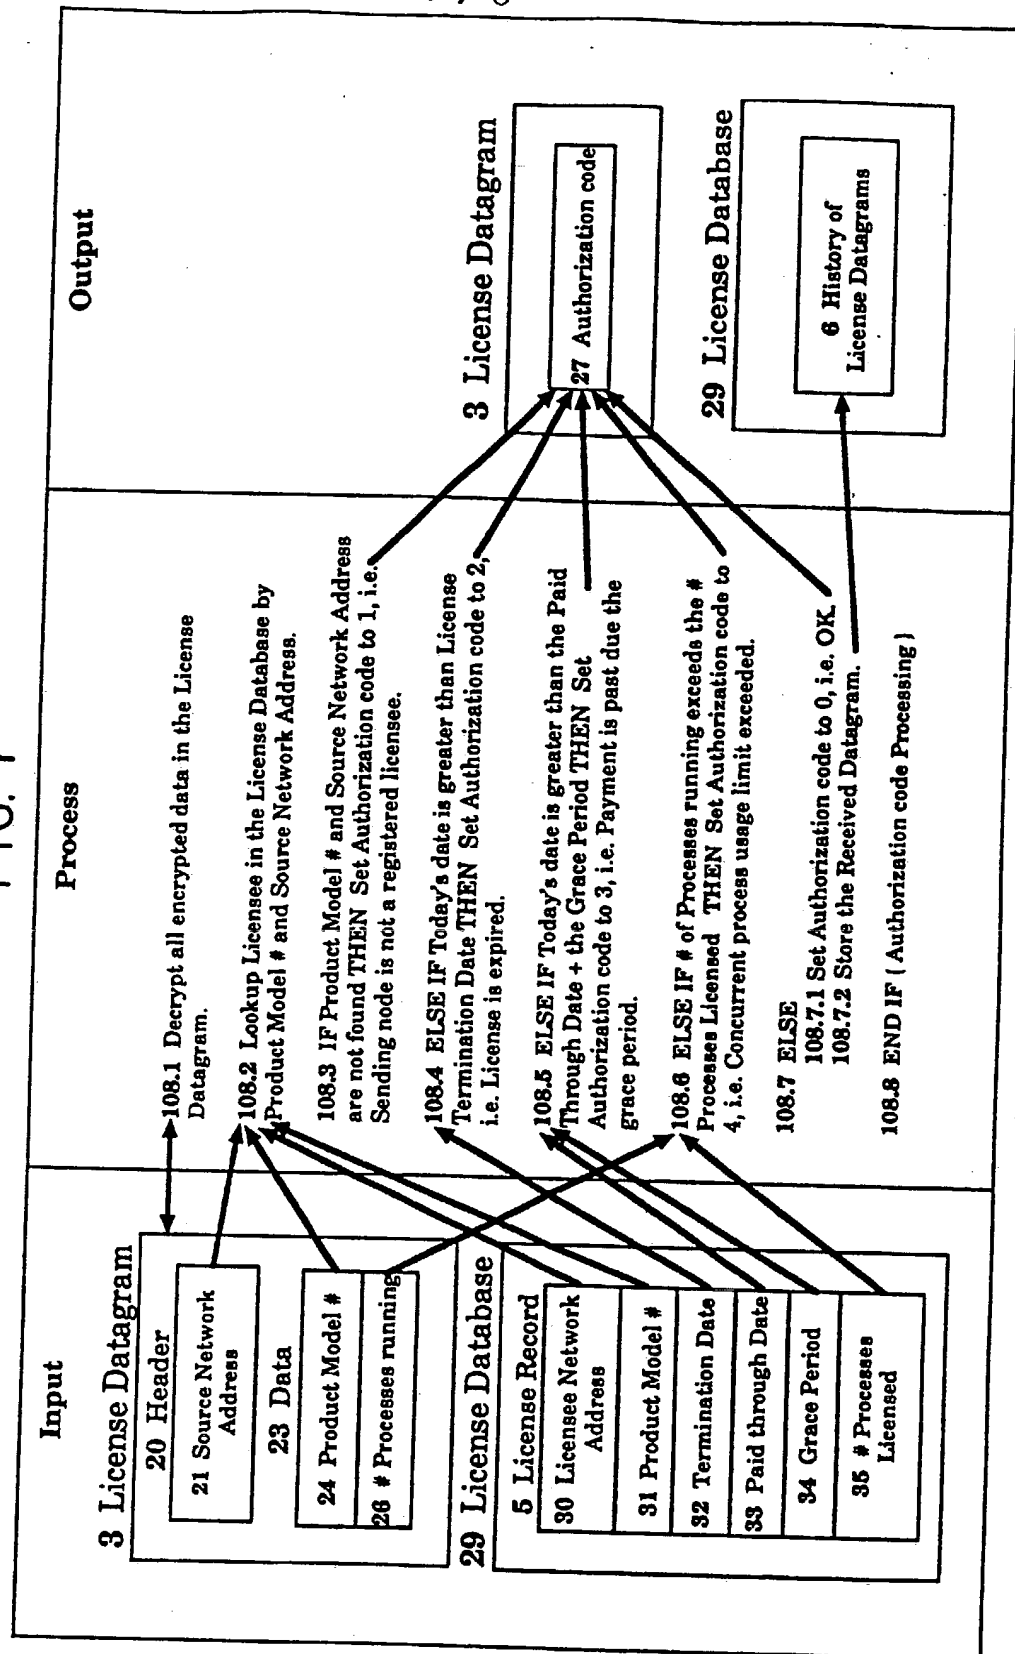 FIG. 7
Input
Process
Output
3 License Datagram
20 Header
21 Source Network
Address
23 Data
24 Product Model #
26 # Processes running
29 License Database
5 License Record
30 Licensee Network
Address
31 Product Model #
32 Termination Date
33 Paid through Date
34 Grace Period
35 # Processes
Licensed
108.1 Decrypt all encrypted data in the License
Datagram.
108.2 Lookup Licensee in the License Database by
Product Model # and Source Network Address.
108.3 IF Product Model # and Source Network Address
are not found THEN Set Authorization code to 1, i.e.
Sending node is not a registered licensee.
108.4 ELSE IF Today's date is greater than License
Termination Date THEN Set Authorization code to 2,
i.e. License is expired.
108.5 ELSE IF Today's date is greater than the Paid
Through Date + the Grace Period THEN Set
Authorization code to 3, i.e. Payment is past due the
grace period.
108.6 ELSE IF # of Processes running exceeds the #
Processes Licensed THEN Set Authorization code to
4, i.e. Concurrent process usage limit exceeded.
108.7 ELSE
108.7.1 Set Authorization code to 0, i.e. OK.
108.7.2 Store the Received Datagram.
108.8 END IF ( Authorization code Processing )
3 License Datagram
27 Authorization code
29 License Database
6 History of
License Datagrams